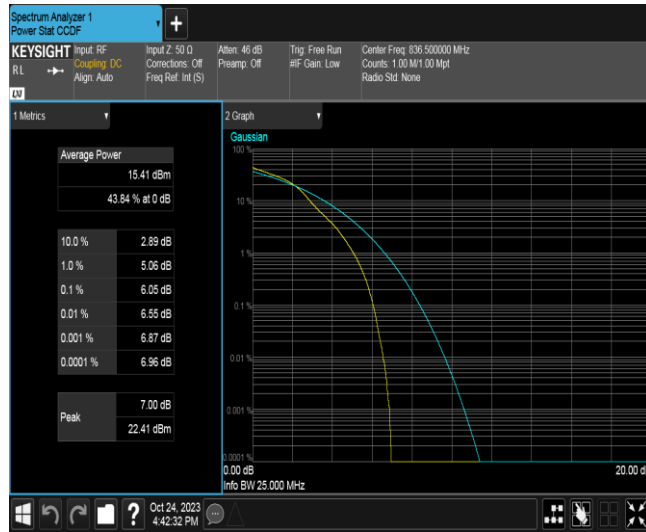 Spectrum Analyzer 1
Power Stat CCDF
+
KEYSIGHT
RL
LXI
Input: RF
Coupling: DC
Align: Auto
Input Z: 50 Ω
Corrections: Off
Freq Ref: Int (S)
Atten: 46 dB
Preamp: Off
Trig: Free Run
#IF Gain: Low
Center Freq: 836.500000 MHz
Counts: 1.00 M/1.00 Mpt
Radio Std: None
1 Metrics
Average Power
15.41 dBm
43.84 % at 0 dB
10.0 % 2.89 dB
1.0 % 5.06 dB
0.1 % 6.05 dB
0.01 % 6.55 dB
0.001 % 6.87 dB
0.0001 % 6.96 dB
Peak
7.00 dB
22.41 dBm
2 Graph
Gaussian
100 %
10 %
1 %
0.1 %
0.01 %
0.001 %
0.0001 %
0.00 dB
20.00 d
Info BW 25.000 MHz
?
Oct 24, 2023
4:42:32 PM